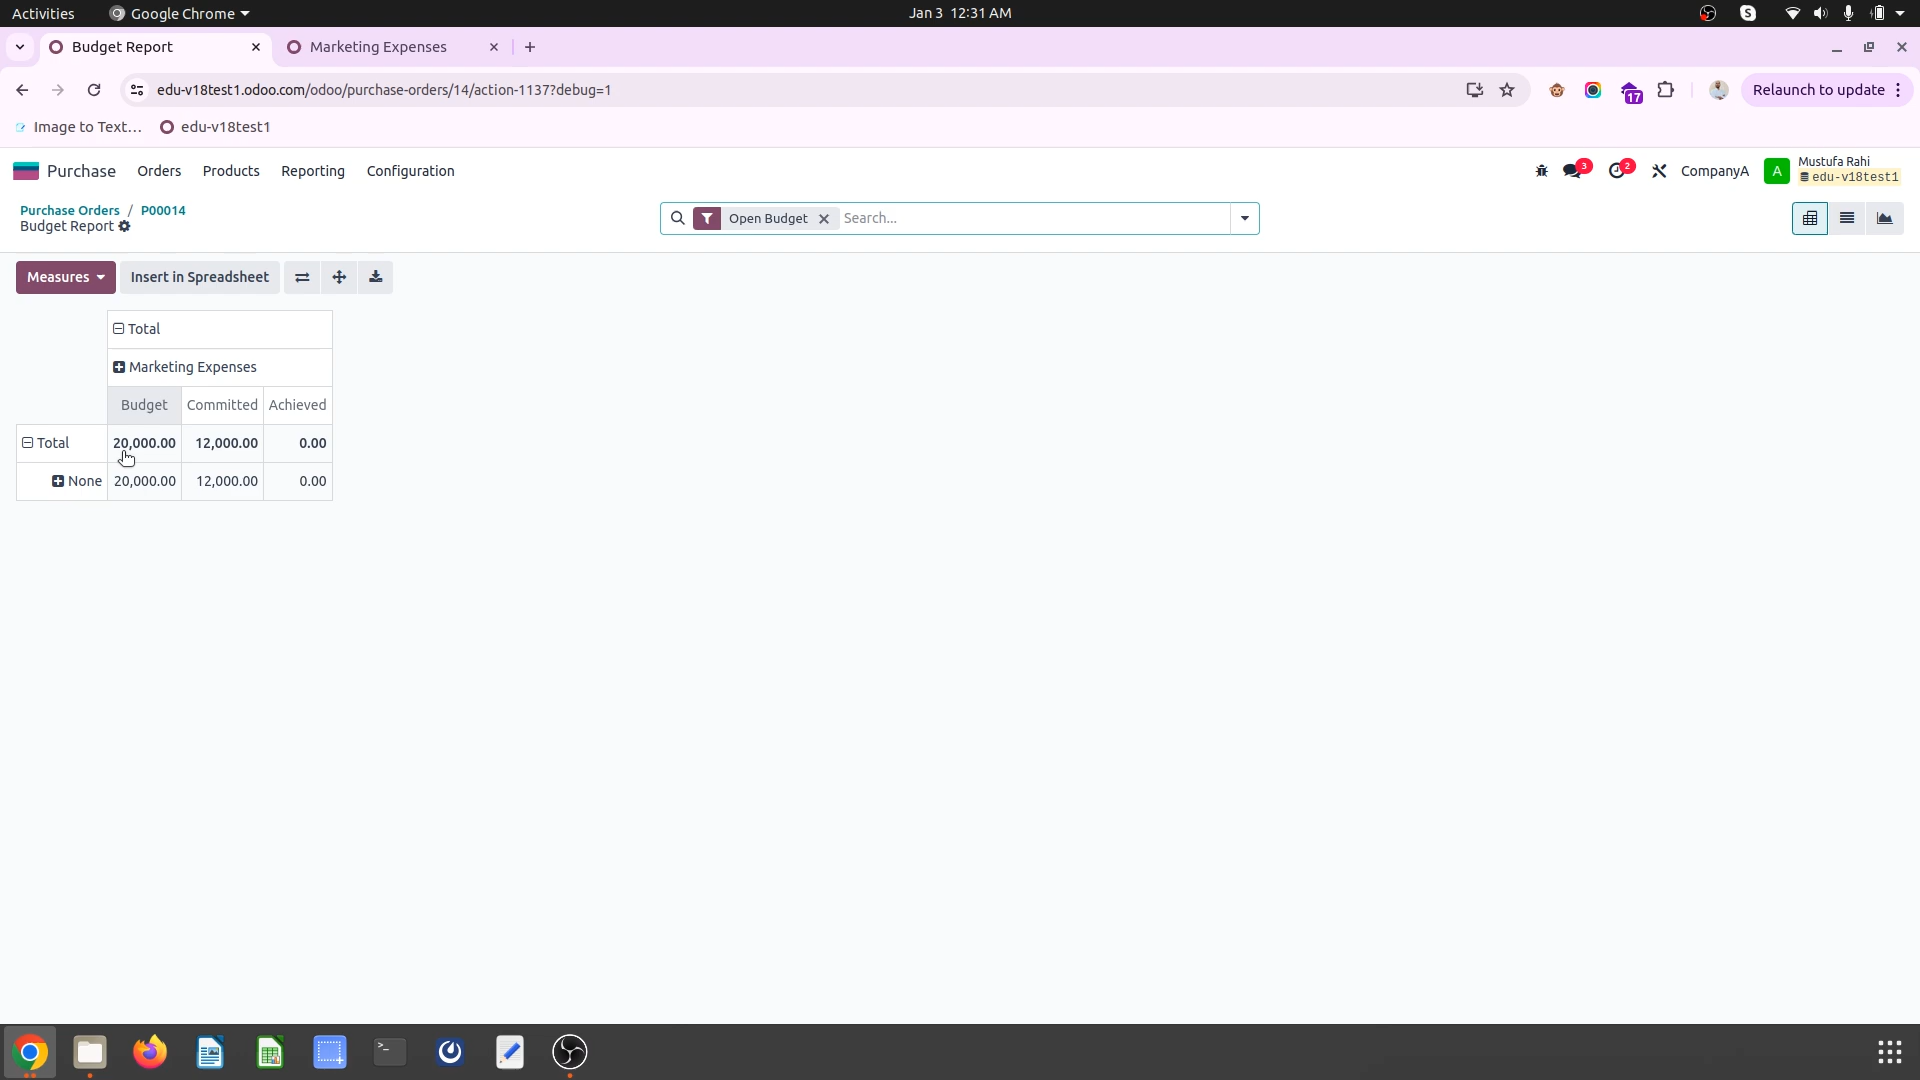 Activities Google Chrome Jan 3 12:31 AM
Budget Report Marketing Expenses
edu-v18test1.odoo.com/odoo/purchase-orders/14/action-1137?debug=1 17 Relaunch to update
Image to Text... edu-v18test1
Purchase Orders Products Reporting Configuration 3 2 CompanyA A Mustufa Rahi
edu-v18test1
Purchase Orders / P00014
Budget Report Open Budget Search...
Measures Insert in Spreadsheet
Total
Marketing Expenses
Budget Committed Achieved
Total 20,000.00 12,000.00 0.00
None 20,000.00 12,000.00 0.00